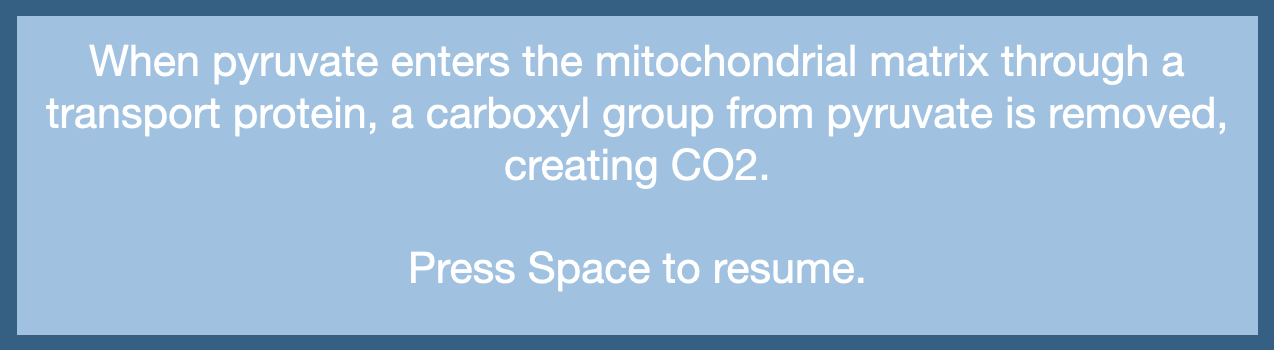 When pyruvate enters the mitochondrial matrix through a
transport protein, a carboxyl group from pyruvate is removed,
creating CO2.
Press Space to resume.